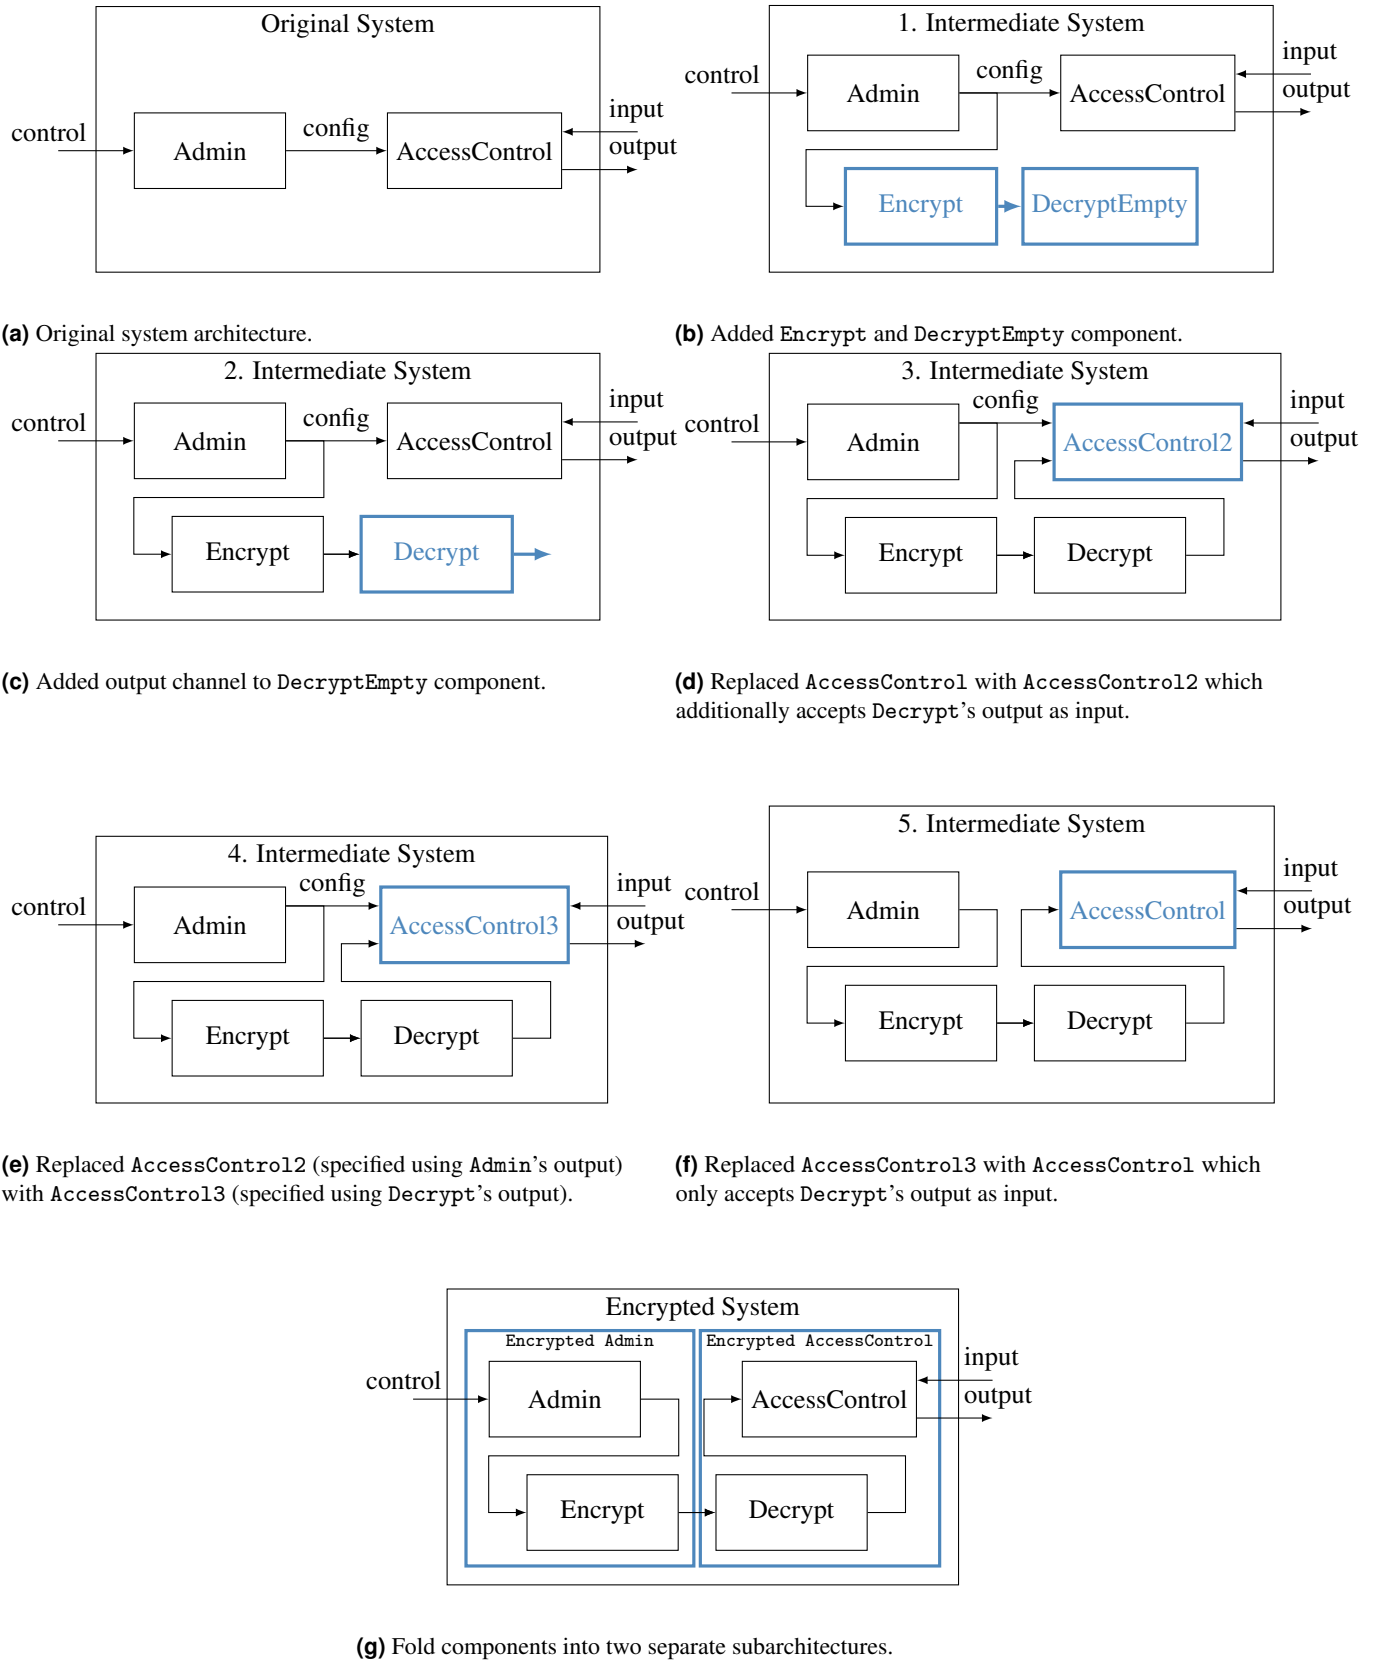 Original System
control
Admin
config
AccessControl
input
output
(a) Original system architecture.
1. Intermediate System
control
Admin
config
AccessControl
input
output
Encrypt
DecryptEmpty
(b) Added Encrypt and DecryptEmpty component.
2. Intermediate System
control
Admin
config
AccessControl
input
output
Encrypt
Decrypt
(c) Added output channel to DecryptEmpty component.
3. Intermediate System
control
Admin
config
AccessControl2
input
output
Encrypt
Decrypt
(d) Replaced AccessControl with AccessControl2 which
additionally accepts Decrypt's output as input.
4. Intermediate System
control
Admin
config
AccessControl3
input
output
Encrypt
Decrypt
(e) Replaced AccessControl2 (specified using Admin's output)
with AccessControl3 (specified using Decrypt's output).
5. Intermediate System
control
Admin
AccessControl
input
output
Encrypt
Decrypt
(f) Replaced AccessControl3 with AccessControl which
only accepts Decrypt's output as input.
Encrypted System
Encrypted Admin
Encrypted AccessControl
control
Admin
AccessControl
input
output
Encrypt
Decrypt
(g) Fold components into two separate subarchitectures.